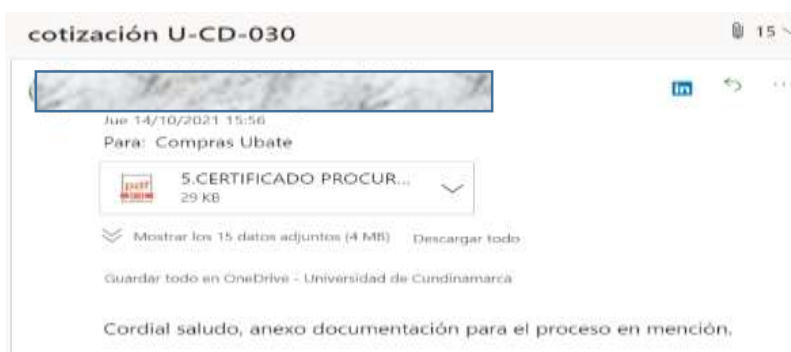 cotización U-CD-030
15
in
Jue 14/10/2021 15:56
Para: Compras Ubate
pdf
5.CERTIFICADO PROCUR...
29 KB
Mostrar los 15 datos adjuntos (4 MB) Descargar todo
Guardar todo en OneDrive - Universidad de Cundinamarca
Cordial saludo, anexo documentación para el proceso en mención.